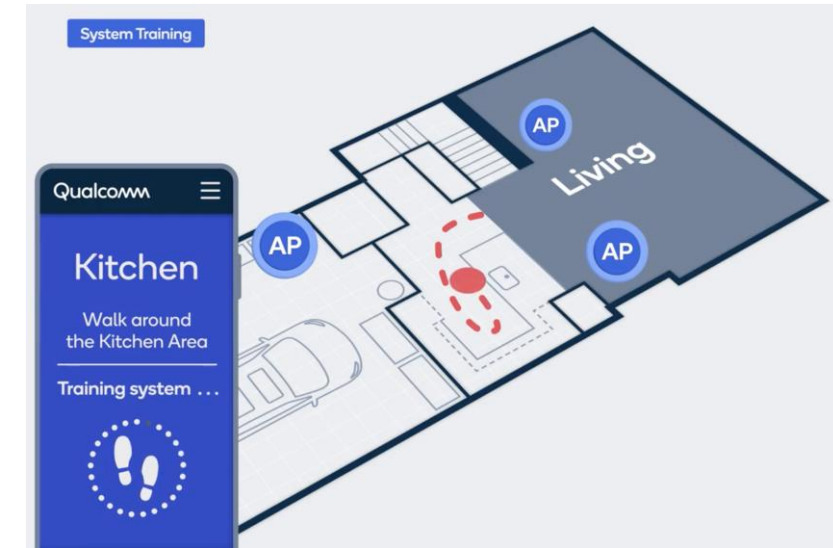 System Training
AP
Living
AP
AP
Qualcomm
Kitchen
Walk around
the Kitchen Area
Training system ...